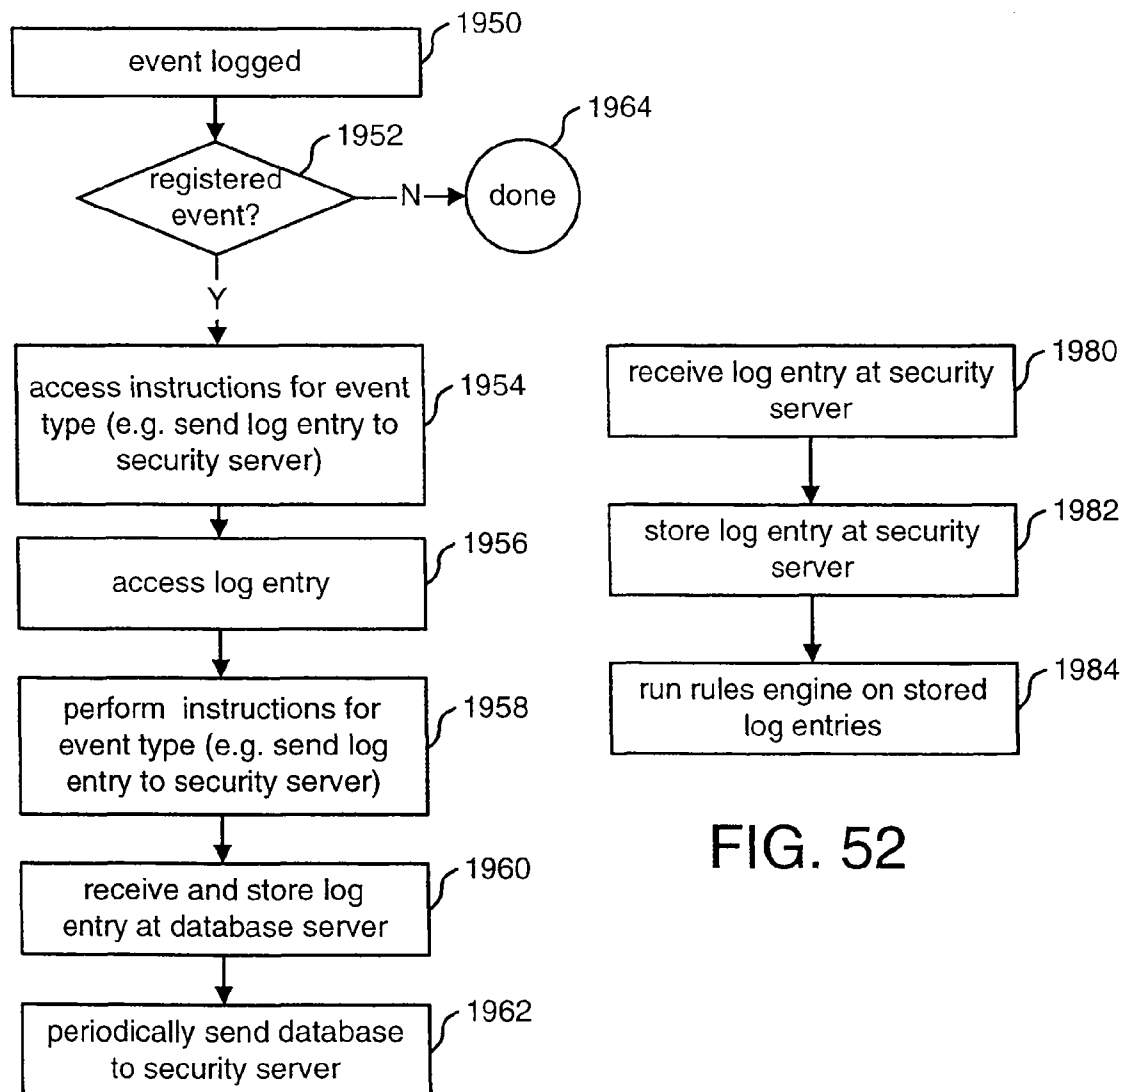 event logged
1950
registered
event?
1952
N
done
1964
Y
access instructions for event
type (e.g. send log entry to
security server)
1954
access log entry
1956
perform instructions for
event type (e.g. send log
entry to security server)
1958
receive and store log
entry at database server
1960
periodically send database
to security server
1962
receive log entry at security
server
1980
store log entry at security
server
1982
run rules engine on stored
log entries
1984
FIG. 52